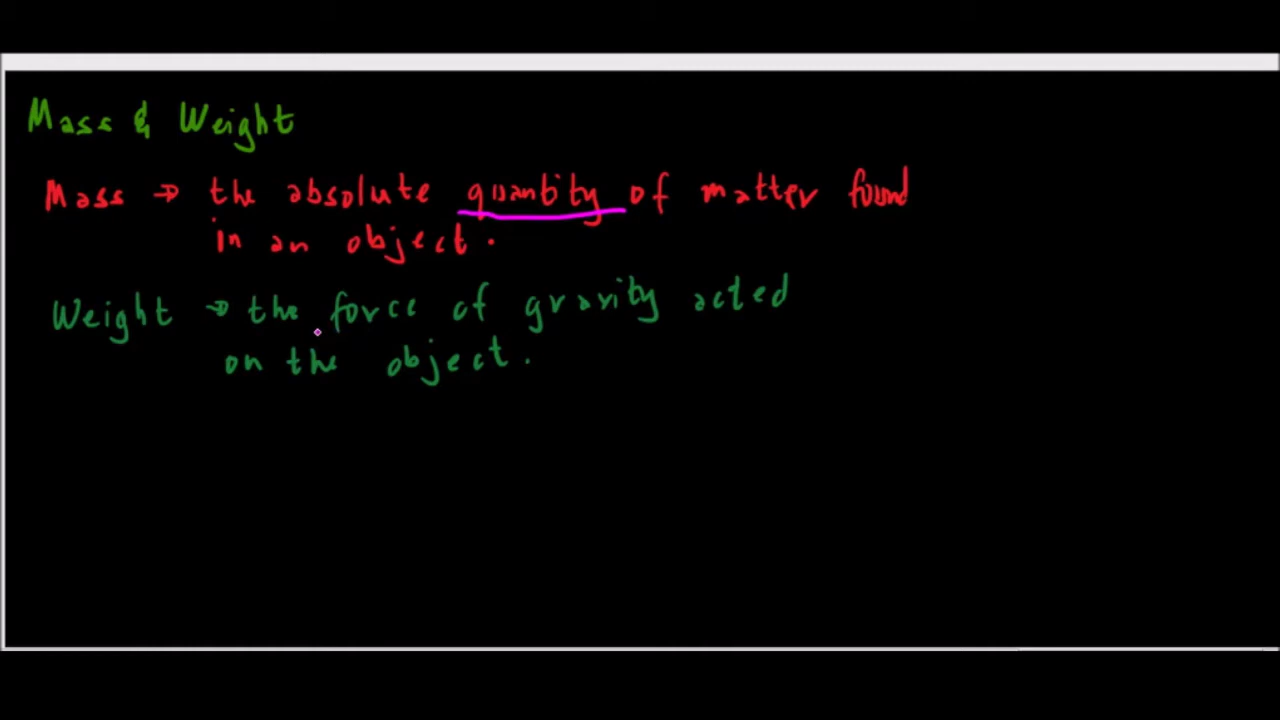 Mass & Weight
Mass → the absolute quantity of matter found
in an object.
Weight → the force of gravity acted
on the object.